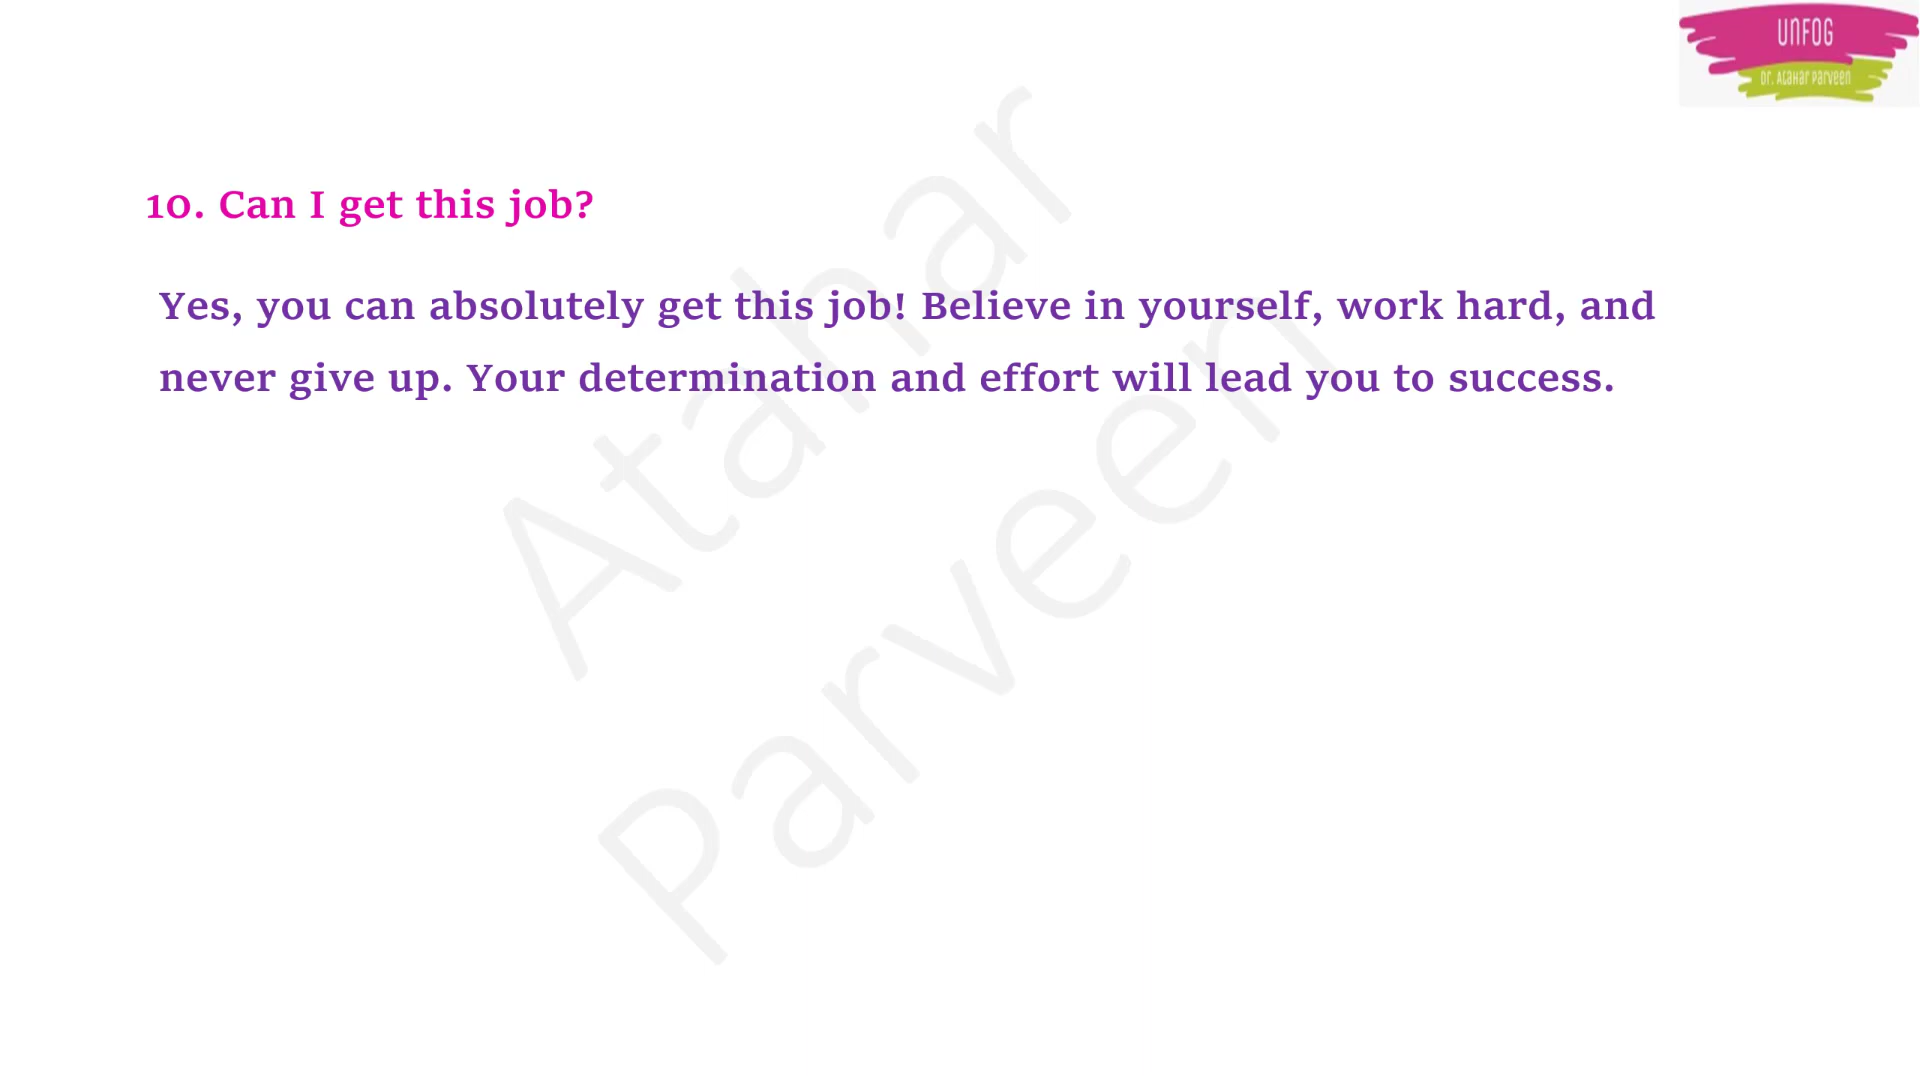 UNFOG
Dr. Atahar Parveen
10. Can I get this job?
Yes, you can absolutely get this job! Believe in yourself, work hard, and
never give up. Your determination and effort will lead you to success.
Atahar
Parveen